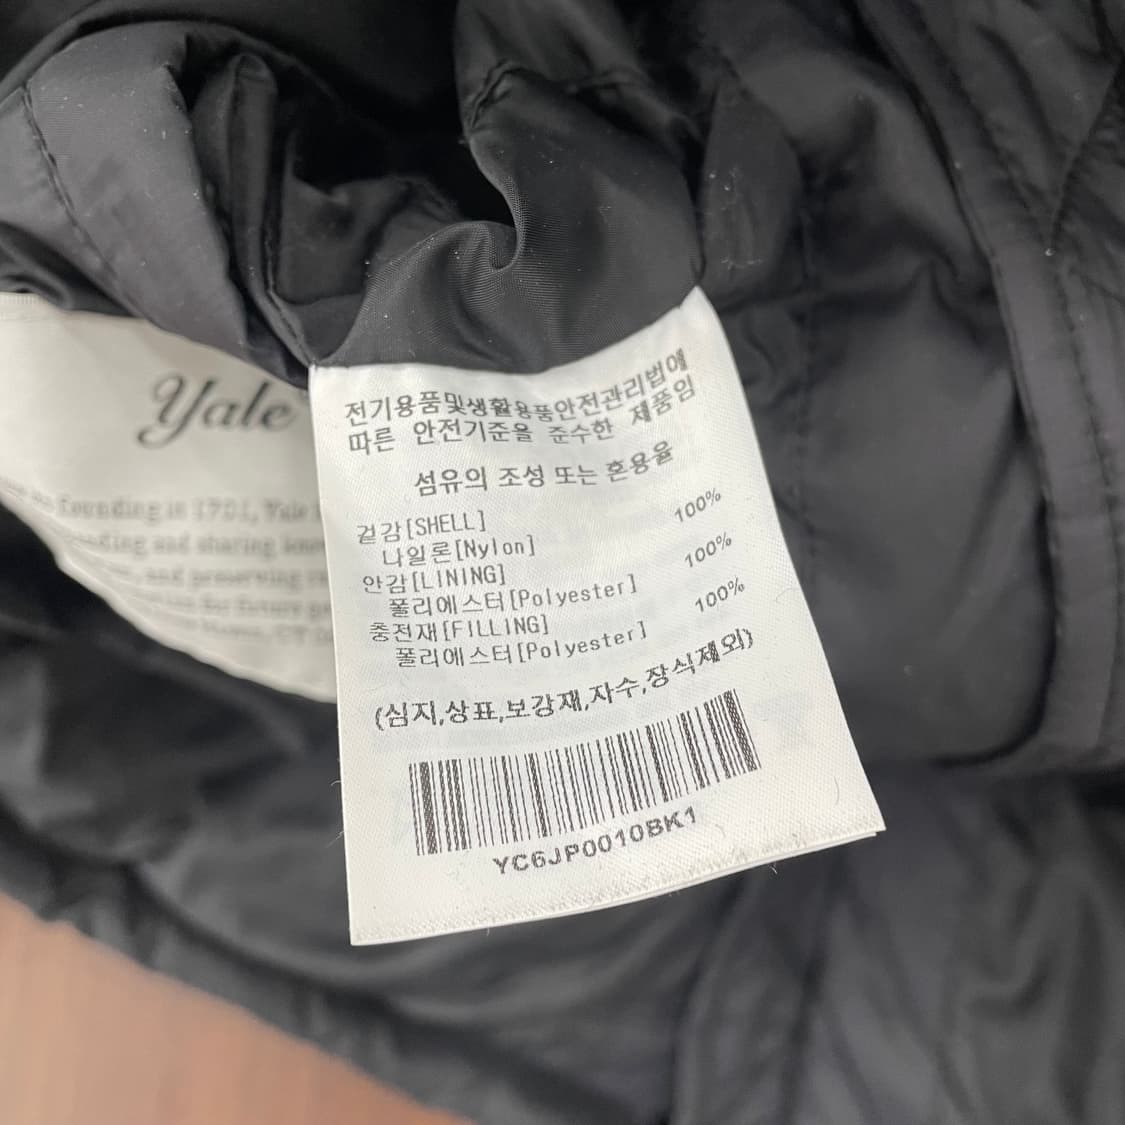 Yale
founding in 1701, Yale
and sharing
and preserving
for future
전기용품및생활용품안전관리법에
따른 안전기준을 준수한 제품임
섬유의 조성 또는 혼용율
겉감[SHELL]
나일론[Nylon] 100%
안감[LINING]
폴리에스터[Polyester] 100%
충전재[FILLING]
폴리에스터[Polyester] 100%
(심지,상표,보강재,자수,장식제외)
YC6JP0010BK1